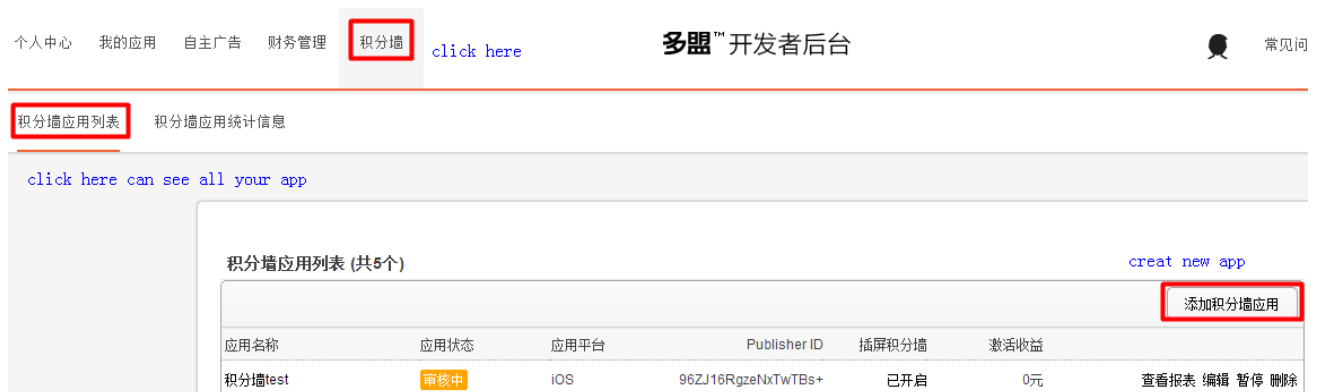 个人中心 我的应用 自主广告 财务管理 积分墙 click here 多盟™开发者后台 常见问
积分墙应用列表 积分墙应用统计信息
click here can see all your app
积分墙应用列表 (共5个) creat new app
添加积分墙应用
应用名称 应用状态 应用平台 Publisher ID 插屏积分墙 激活收益
积分墙test 审核中 iOS 96ZJ16RgzeNxTwTBs+ 已开启 0元 查看报表 编辑 暂停 删除